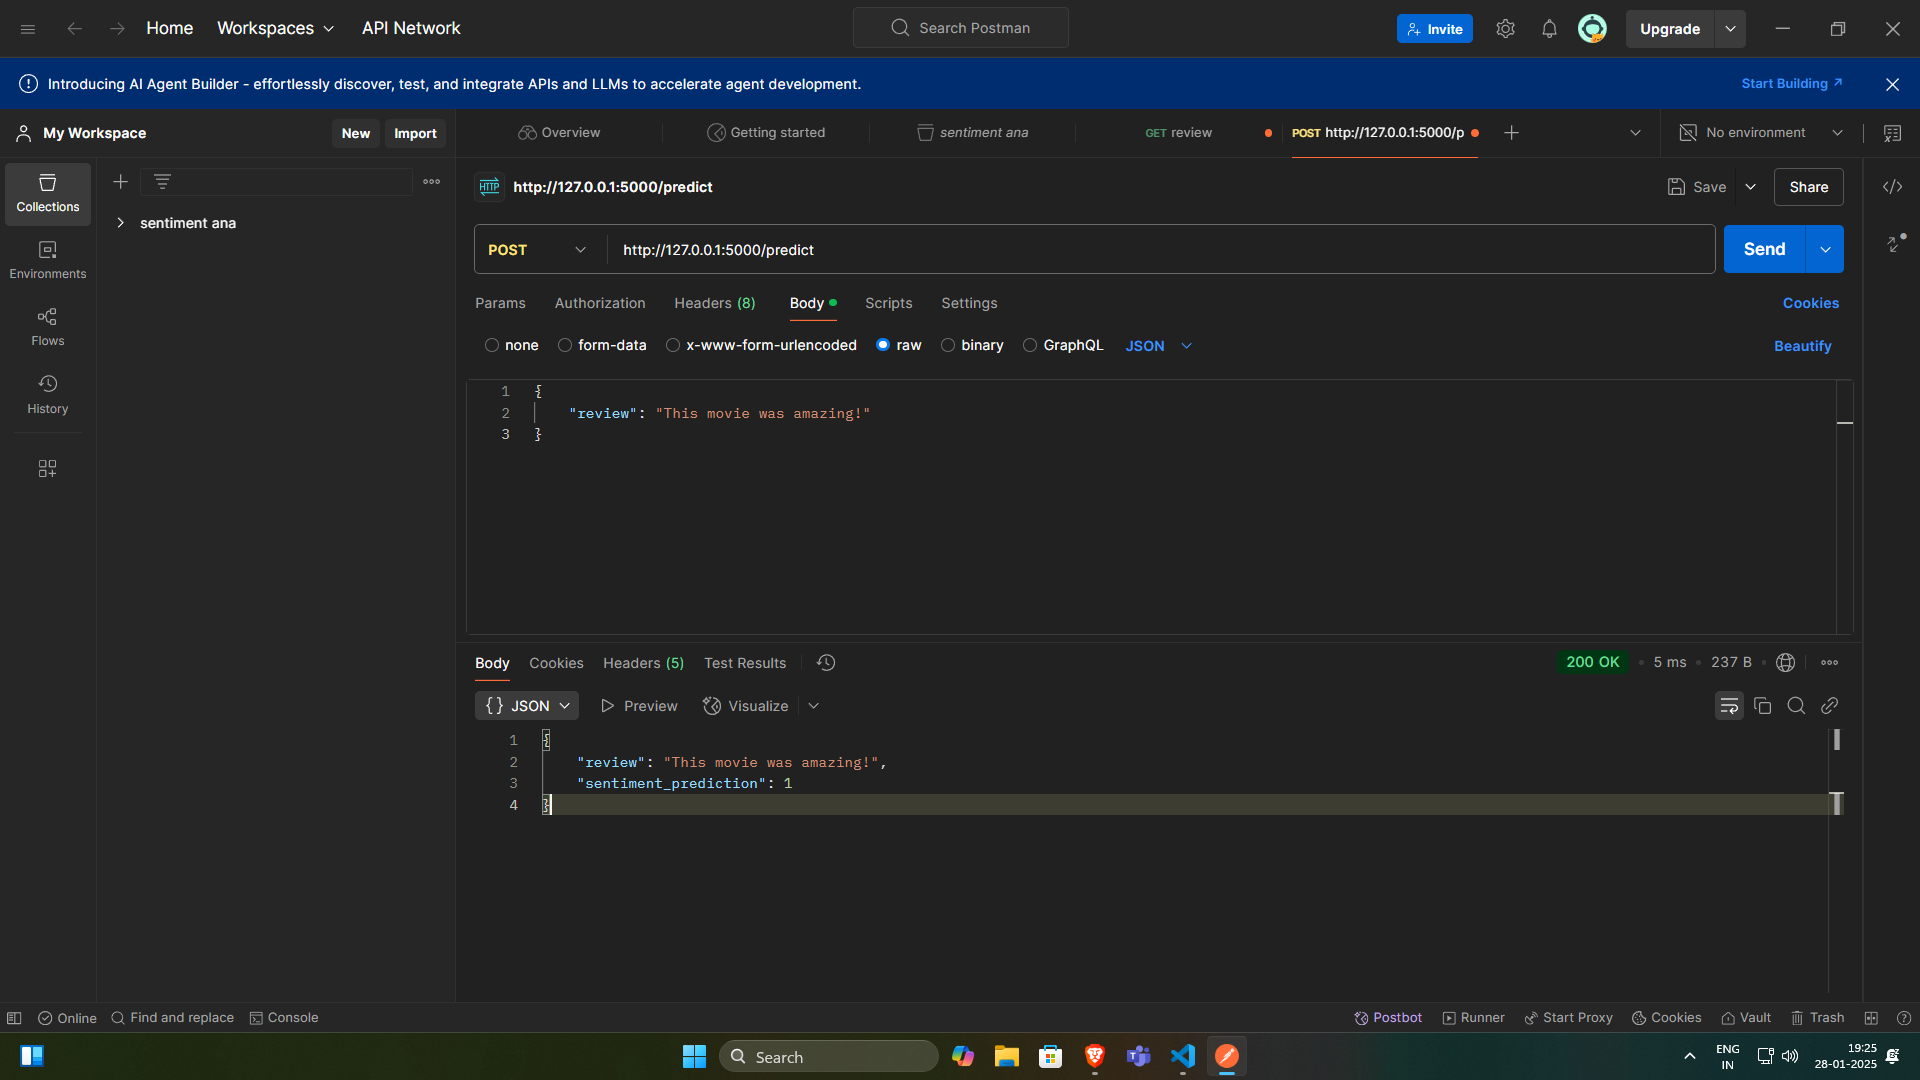 Home Workspaces API Network Search Postman Invite Upgrade
Introducing AI Agent Builder - effortlessly discover, test, and integrate APIs and LLMs to accelerate agent development. Start Building ↗
My Workspace New Import Overview Getting started sentiment ana GET review POST http://127.0.0.1:5000/p No environment
Collections
sentiment ana
Environments
Flows
History
HTTP http://127.0.0.1:5000/predict Save Share
POST http://127.0.0.1:5000/predict Send
Params Authorization Headers (8) Body Scripts Settings Cookies
none form-data x-www-form-urlencoded raw binary GraphQL JSON Beautify
1 {
2 "review": "This movie was amazing!"
3 }
Body Cookies Headers (5) Test Results 200 OK • 5 ms • 237 B
{} JSON Preview Visualize
1 {
2 "review": "This movie was amazing!",
3 "sentiment_prediction": 1
4 }
Online Find and replace Console Postbot Runner Start Proxy Cookies Vault Trash
Search
ENG
IN
19:25
28-01-2025